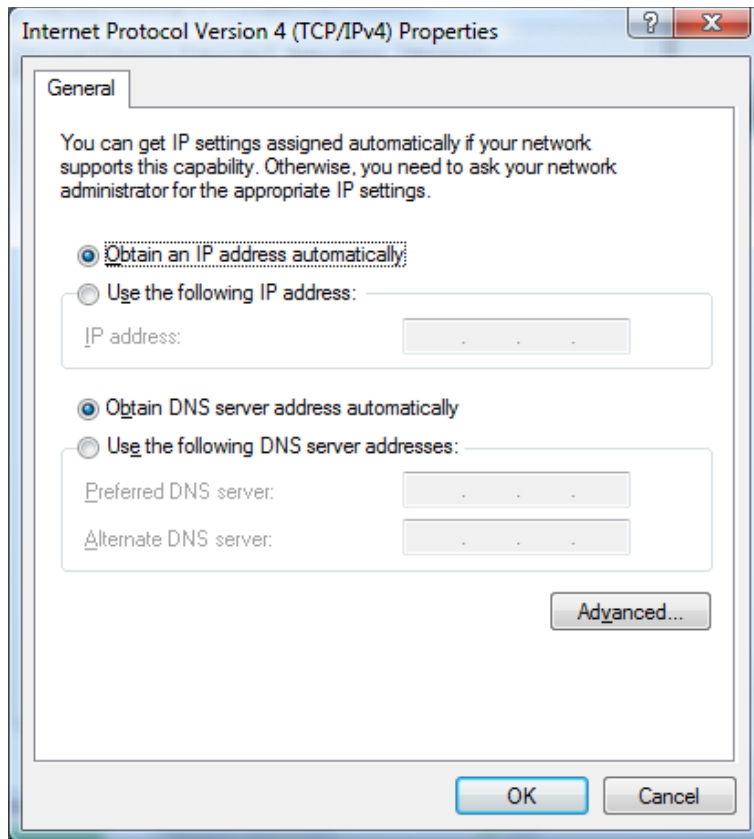 Internet Protocol Version 4 (TCP/IPv4) Properties
General
You can get IP settings assigned automatically if your network
supports this capability. Otherwise, you need to ask your network
administrator for the appropriate IP settings.
Obtain an IP address automatically
Use the following IP address:
IP address:
Obtain DNS server address automatically
Use the following DNS server addresses:
Preferred DNS server:
Alternate DNS server:
Advanced...
OK
Cancel